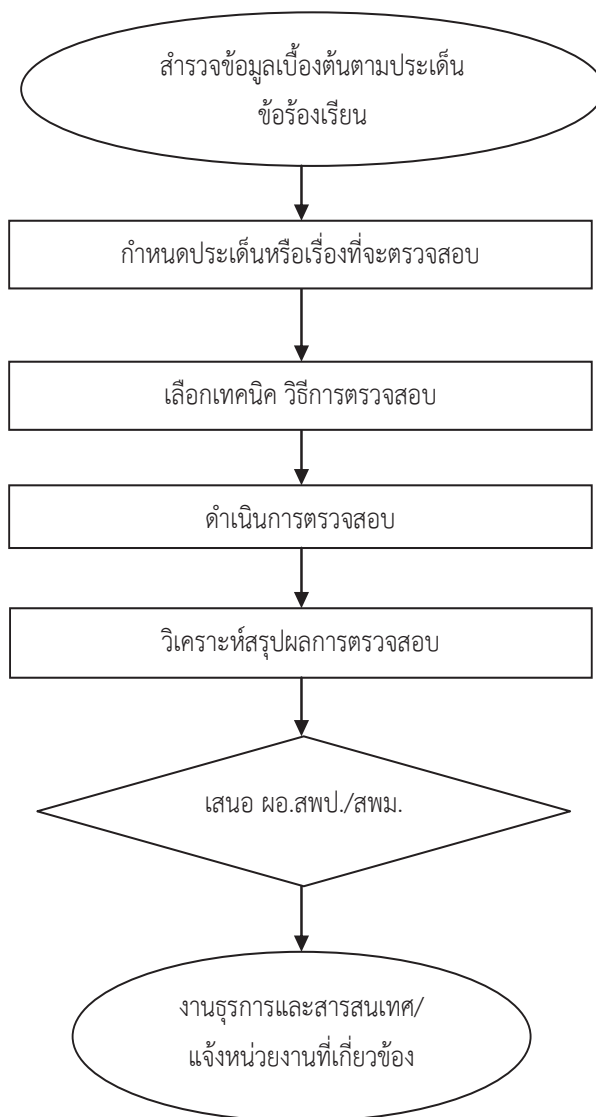 สำรวจข้อมูลเบื้องต้นตามประเด็น
ข้อร้องเรียน
กำหนดประเด็นหรือเรื่องที่จะตรวจสอบ
เลือกเทคนิค วิธีการตรวจสอบ
ดำเนินการตรวจสอบ
วิเคราะห์สรุปผลการตรวจสอบ
เสนอ ผอ.สพป./สพม.
งานธุรการและสารสนเทศ/
แจ้งหน่วยงานที่เกี่ยวข้อง